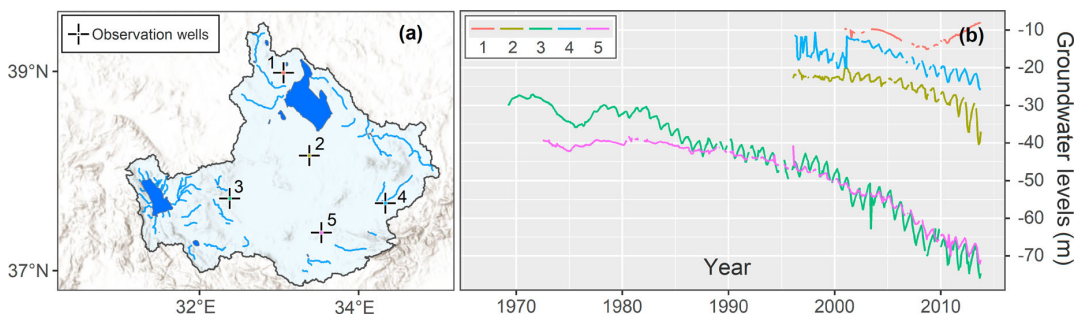 Observation wells
(a)
39°N
37°N
32°E
34°E
1
2
3
4
5
1 2 3 4 5
(b)
-10
-20
-30
-40
-50
-60
-70
Groundwater levels (m)
Year
1970 1980 1990 2000 2010